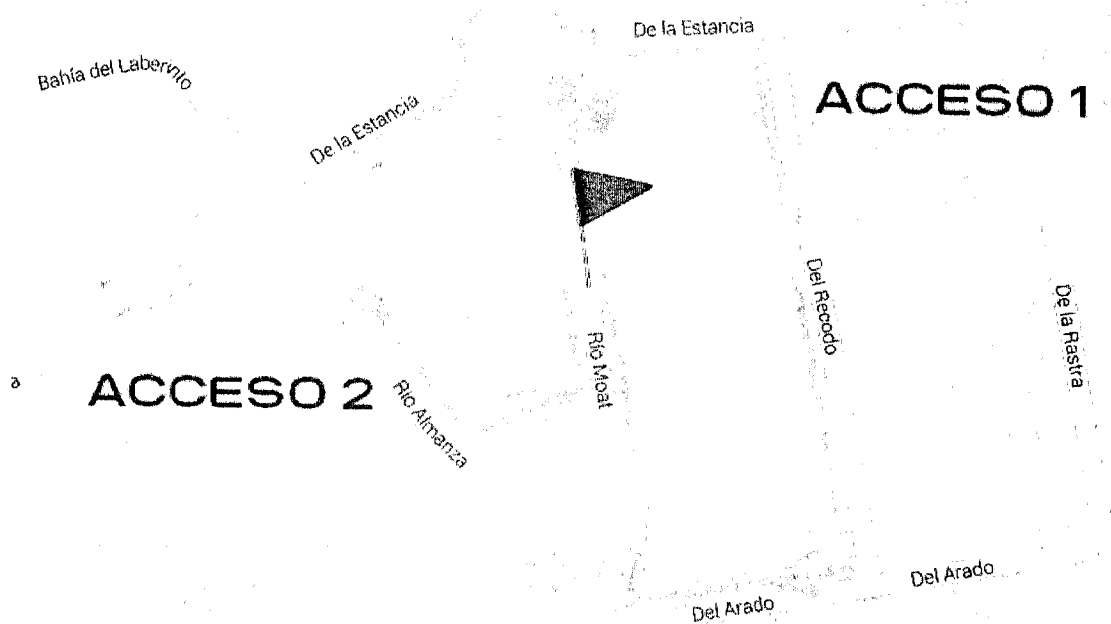 De la Estancia
Bahía del Laberinto
ACCESO 1
De la Estancia
Del Recodo
De la Rastra
Río Moat
a
ACCESO 2
Río Almanza
Del Arado
Del Arado